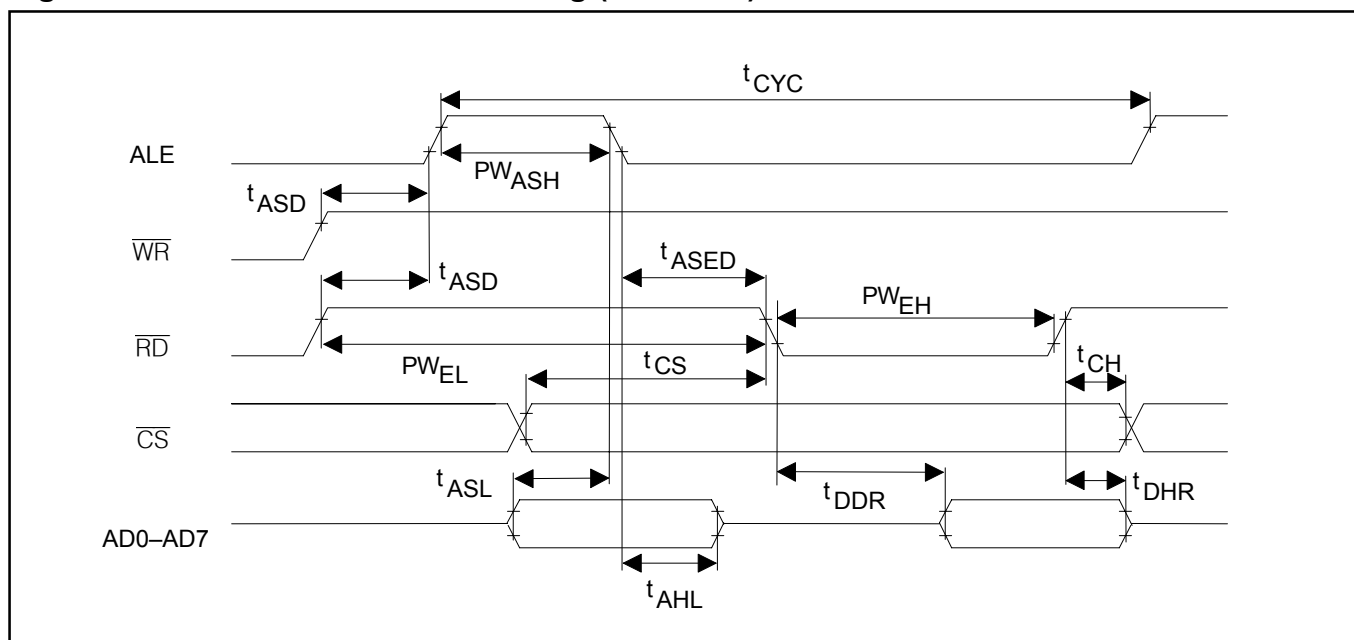 tCYC
ALE
PWASH
tASD
WR
tASED
tASD
PWEH
RD
PWEL
tCS
tCH
CS
tASL
tDDR
tDHR
AD0–AD7
tAHL